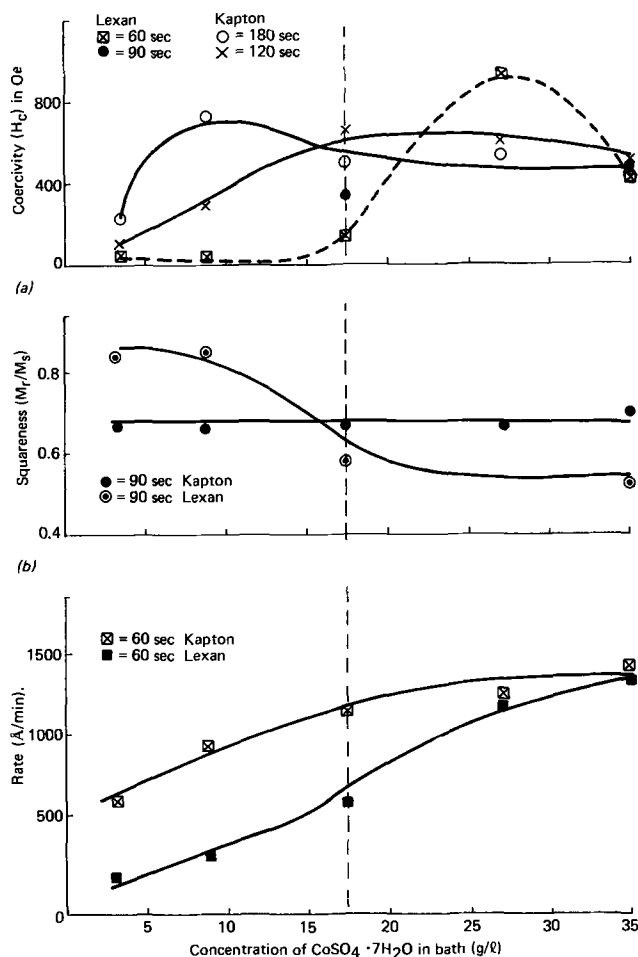 Lexan Kapton
= 60 sec = 180 sec
= 90 sec = 120 sec
Coercivity (Hc) in Oe
800
400
0
(a)
Squareness (Mr/Ms)
0.8
0.6
0.4
= 90 sec Kapton
= 90 sec Lexan
(b)
= 60 sec Kapton
= 60 sec Lexan
Rate (Å/min).
1500
1000
500
0
5 10 15 20 25 30 35
Concentration of CoSO4 ·7H2O in bath (g/ℓ)